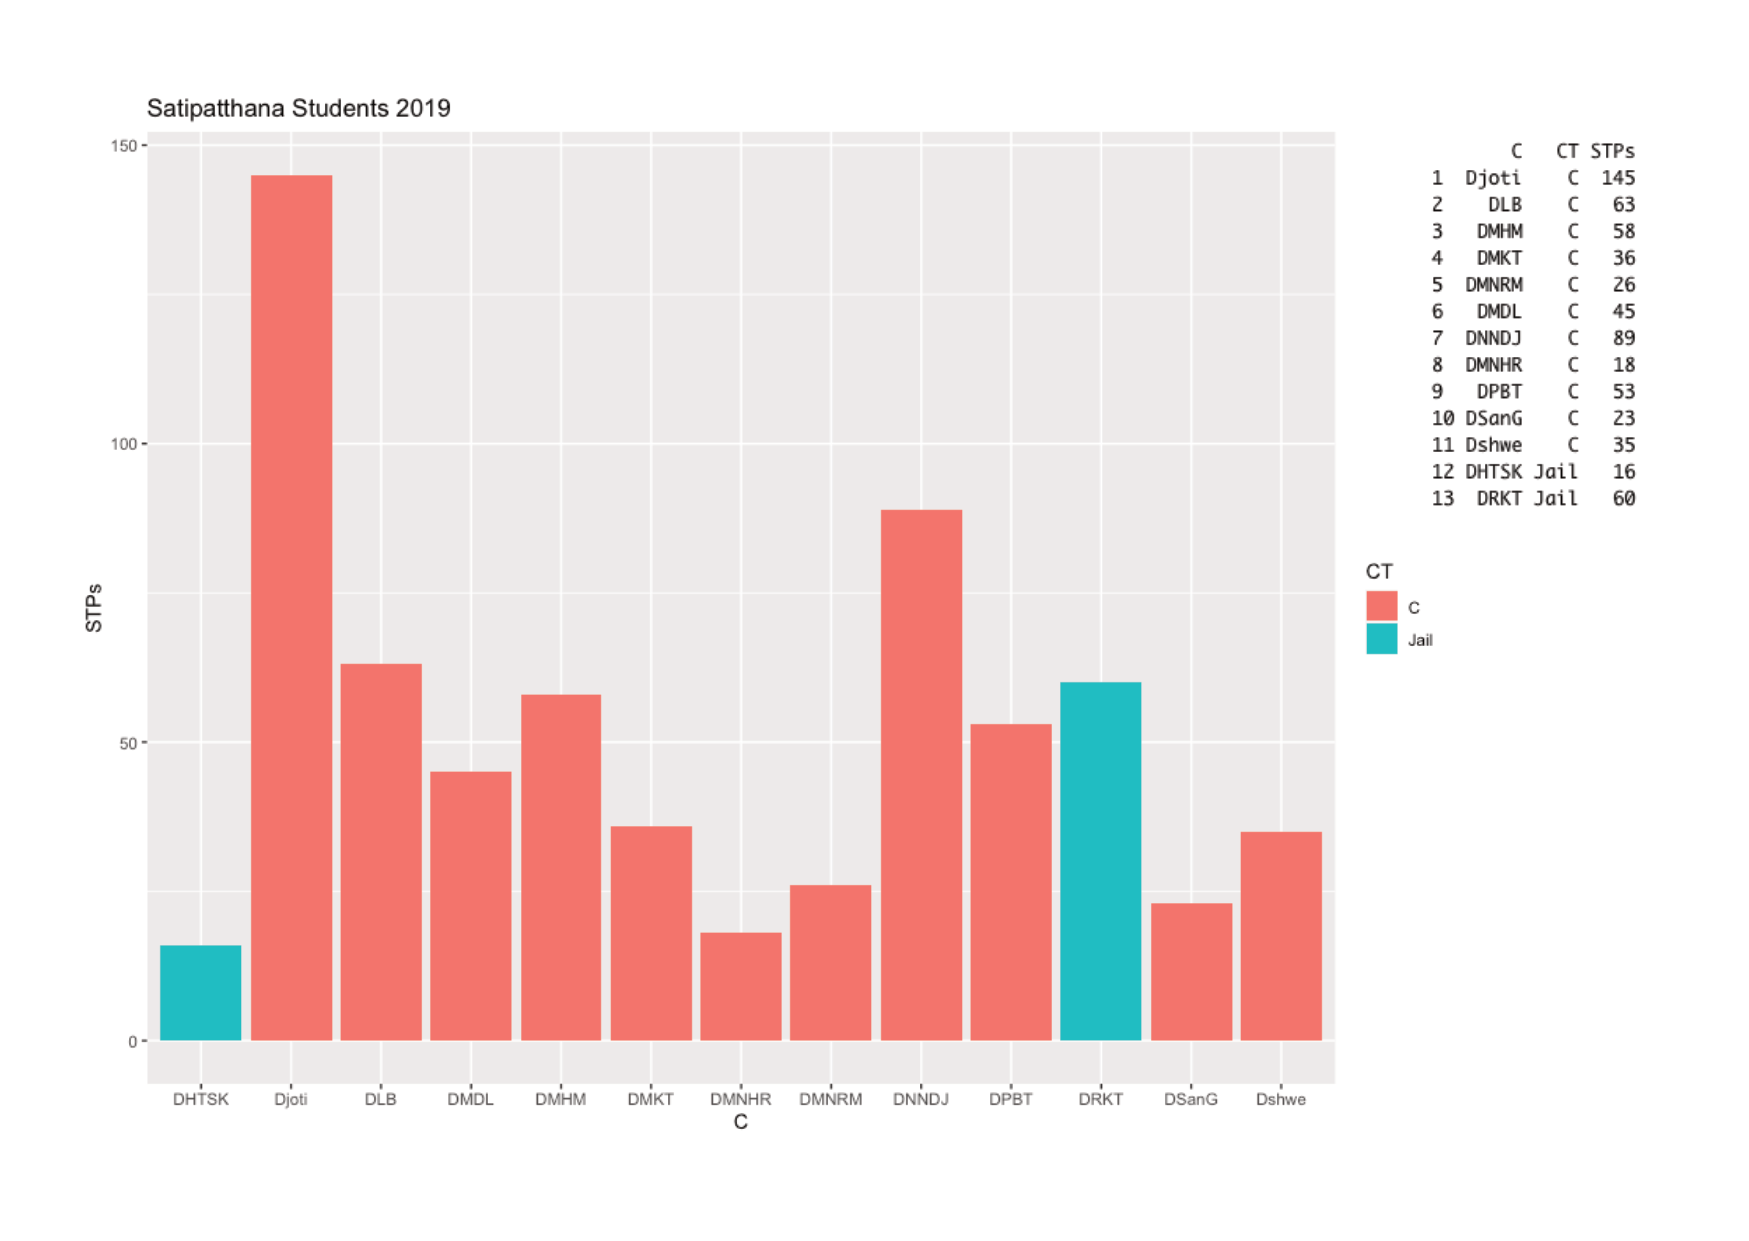 Satipatthana Students 2019
150
100
50
0
STPs
DHTSK Djoti DLB DMDL DMHM DMKT DMNHR DMNRM DNNDJ DPBT DRKT DSanG Dshwe
C
C CT STPs
1 Djoti C 145
2 DLB C 63
3 DMHM C 58
4 DMKT C 36
5 DMNRM C 26
6 DMDL C 45
7 DNNDJ C 89
8 DMNHR C 18
9 DPBT C 53
10 DSanG C 23
11 Dshwe C 35
12 DHTSK Jail 16
13 DRKT Jail 60
CT
C
Jail